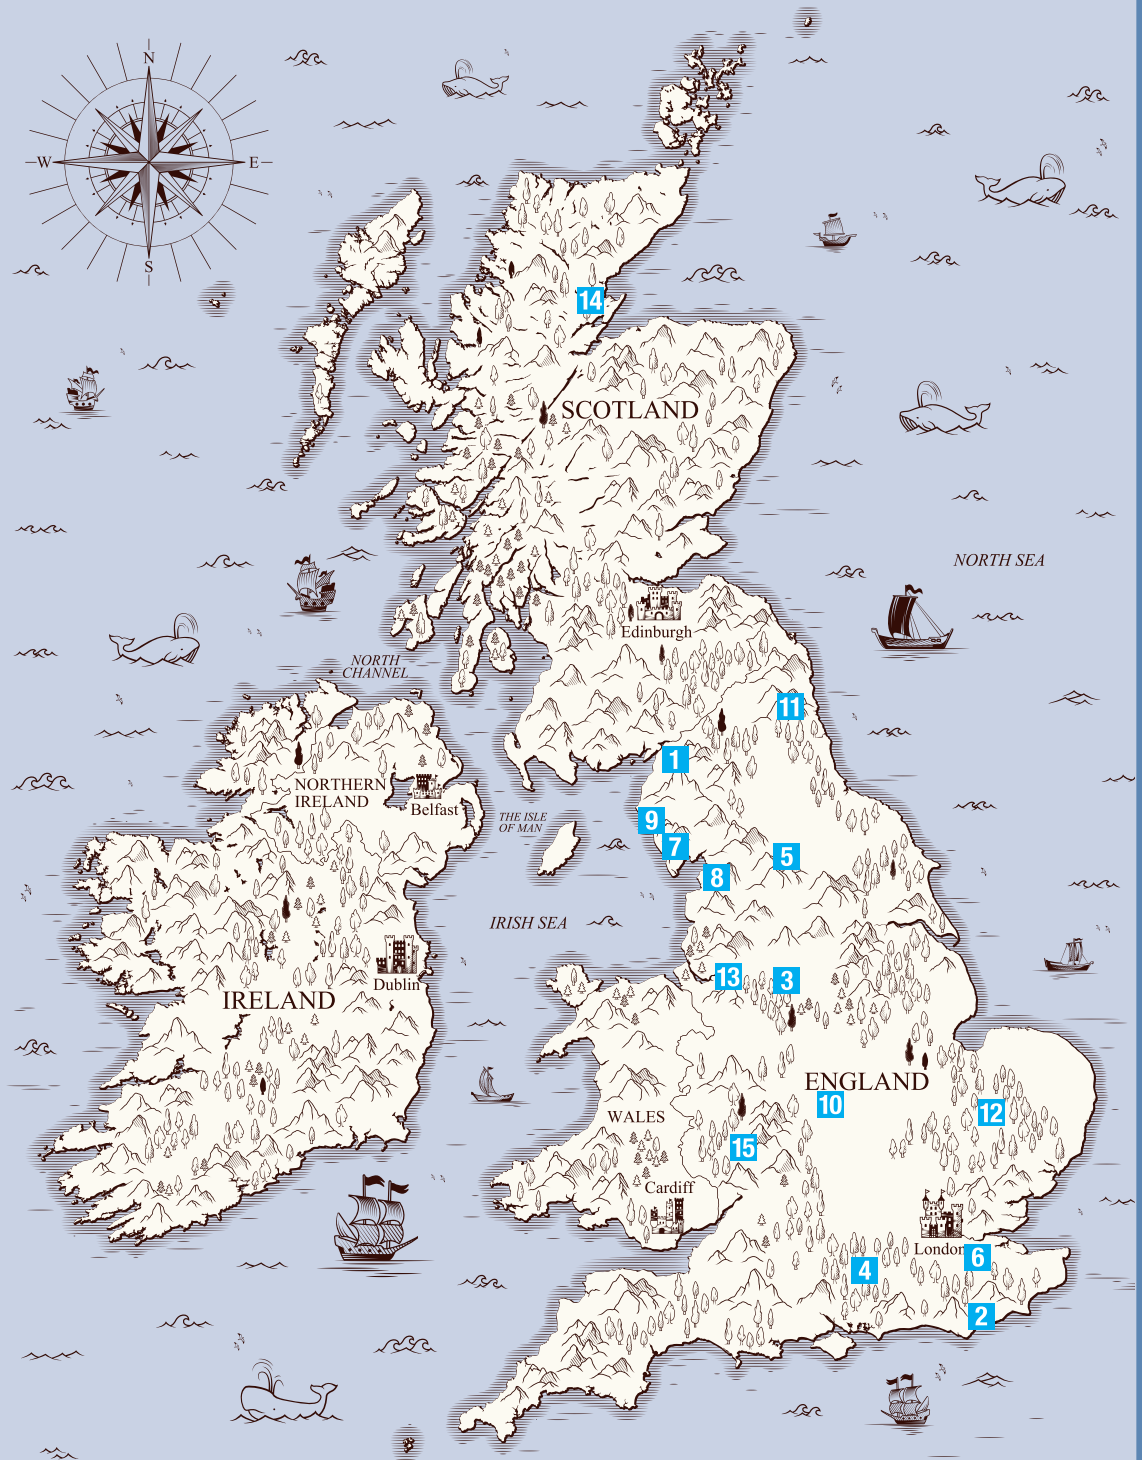 N
W
E
S
14
SCOTLAND
NORTH SEA
Edinburgh
NORTH
CHANNEL
11
1
NORTHERN
IRELAND
Belfast
THE ISLE
OF MAN
9
7
5
8
IRISH SEA
Dublin
13
3
IRELAND
ENGLAND
10
12
WALES
15
Cardiff
London
6
4
2